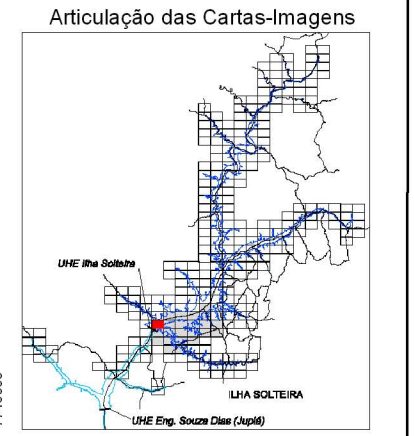 Articulação das Cartas-Imagens
UHE Ilha Solteira
ILHA SOLTEIRA
UHE Eng. Souza Dias (Jupiá)